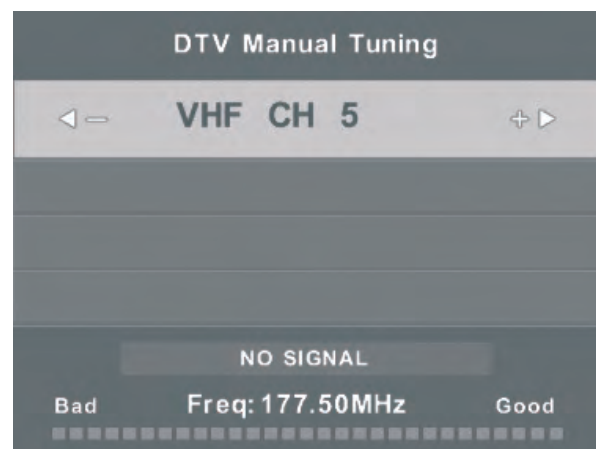 DTV Manual Tuning
VHF CH 5
NO SIGNAL
Bad Freq: 177.50MHz Good